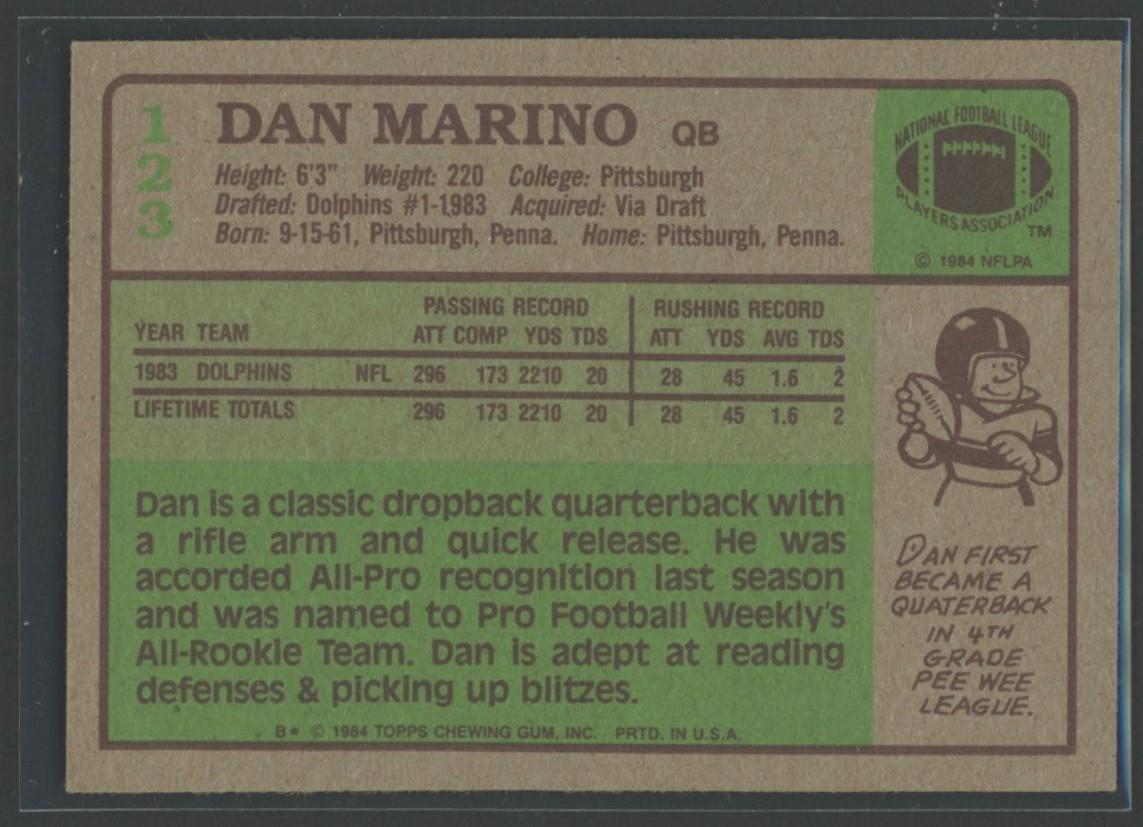 1
2
3
DAN MARINO QB
Height: 6'3" Weight: 220 College: Pittsburgh
Drafted: Dolphins #1-1983 Acquired: Via Draft
Born: 9-15-61, Pittsburgh, Penna. Home: Pittsburgh, Penna.
NATIONAL FOOTBALL LEAGUE
PLAYERS ASSOCIATION
TM
© 1984 NFLPA
PASSING RECORD RUSHING RECORD
YEAR TEAM ATT COMP YDS TDS ATT YDS AVG TDS
1983 DOLPHINS NFL 296 173 2210 20 28 45 1.6 2
LIFETIME TOTALS 296 173 2210 20 28 45 1.6 2
Dan is a classic dropback quarterback with
a rifle arm and quick release. He was
accorded All-Pro recognition last season
and was named to Pro Football Weekly's
All-Rookie Team. Dan is adept at reading
defenses & picking up blitzes.
B* © 1984 TOPPS CHEWING GUM, INC. PRTD. IN U.S.A.
DAN FIRST
BECAME A
QUATERBACK
IN 4TH
GRADE
PEE WEE
LEAGUE.